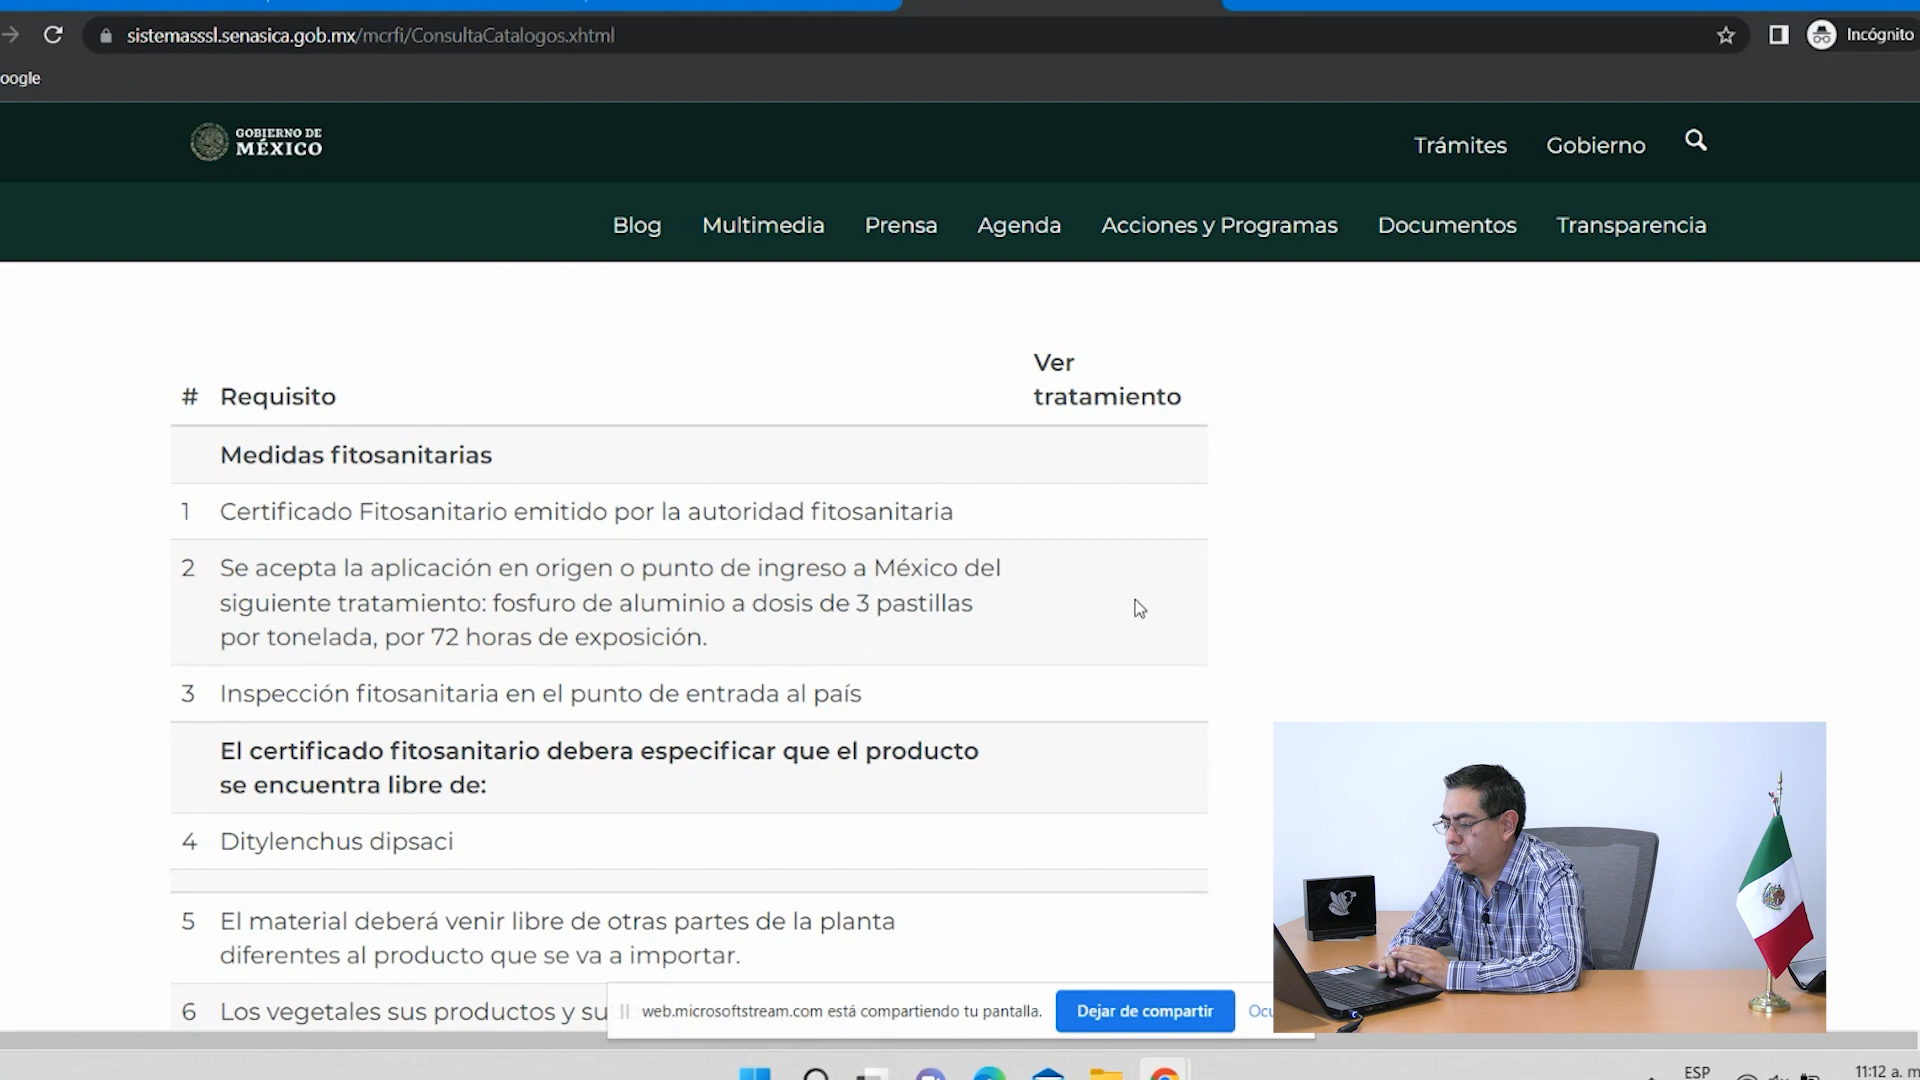 sistemasssl.senasica.gob.mx/mcrfi/ConsultaCatalogos.xhtml
Incógnito
oogle
GOBIERNO DE
MÉXICO
Trámites Gobierno
Blog Multimedia Prensa Agenda Acciones y Programas Documentos Transparencia
# Requisito Ver
tratamiento
Medidas fitosanitarias
1 Certificado Fitosanitario emitido por la autoridad fitosanitaria
2 Se acepta la aplicación en origen o punto de ingreso a México del
siguiente tratamiento: fosfuro de aluminio a dosis de 3 pastillas
por tonelada, por 72 horas de exposición.
3 Inspección fitosanitaria en el punto de entrada al país
El certificado fitosanitario debera especificar que el producto
se encuentra libre de:
4 Ditylenchus dipsaci
5 El material deberá venir libre de otras partes de la planta
diferentes al producto que se va a importar.
6 Los vegetales sus productos y su
web.microsoftstream.com está compartiendo tu pantalla.
Dejar de compartir
Ocu
ESP
11:12 a. m